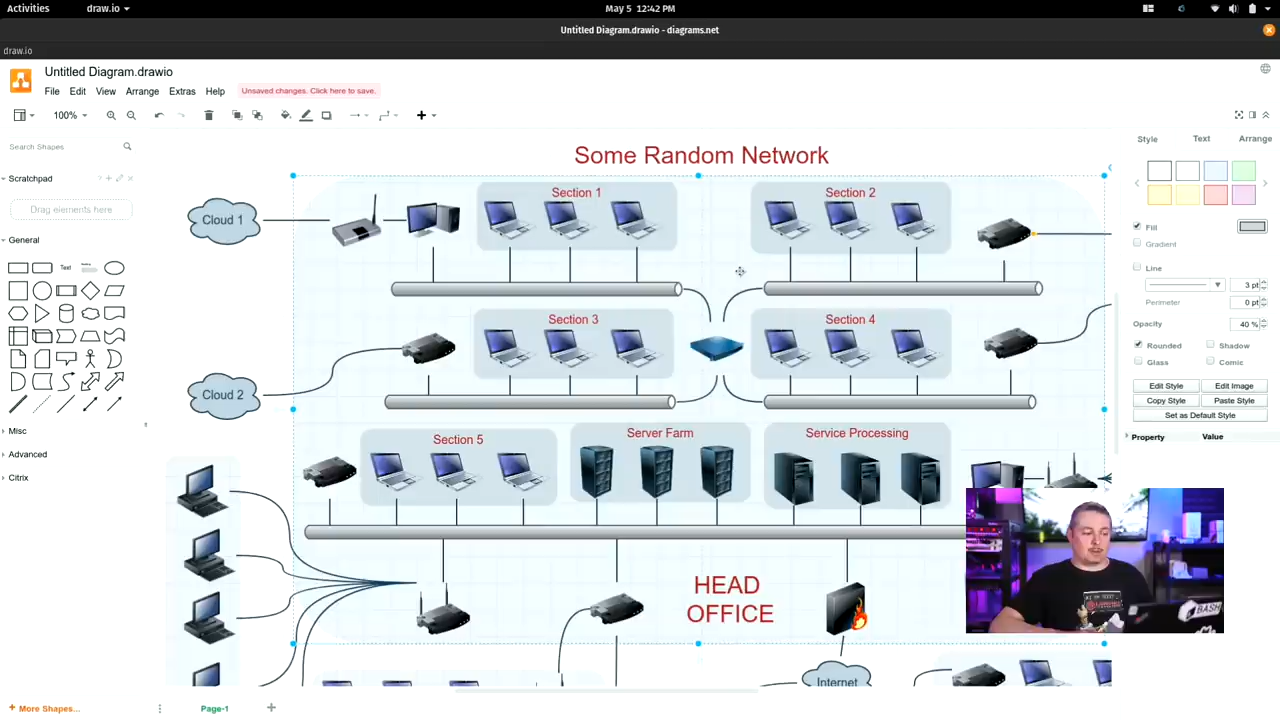 Activities
draw.io
May 5 12:42 PM
Untitled Diagram.drawio - diagrams.net
draw.io
Untitled Diagram.drawio
File Edit View Arrange Extras Help
Unsaved changes. Click here to save.
100%
Search Shapes
Scratchpad
Drag elements here
General
Text
Misc
Advanced
Citrix
+ More Shapes...
Page-1
Some Random Network
Cloud 1
Section 1
Section 2
Cloud 2
Section 3
Section 4
Section 5
Server Farm
Service Processing
HEAD
OFFICE
Internet
Style Text Arrange
Fill
Gradient
Line
3 pt
Perimeter
0 pt
Opacity
40 %
Rounded
Shadow
Glass
Comic
Edit Style
Edit Image
Copy Style
Paste Style
Set as Default Style
Property
Value
BASH